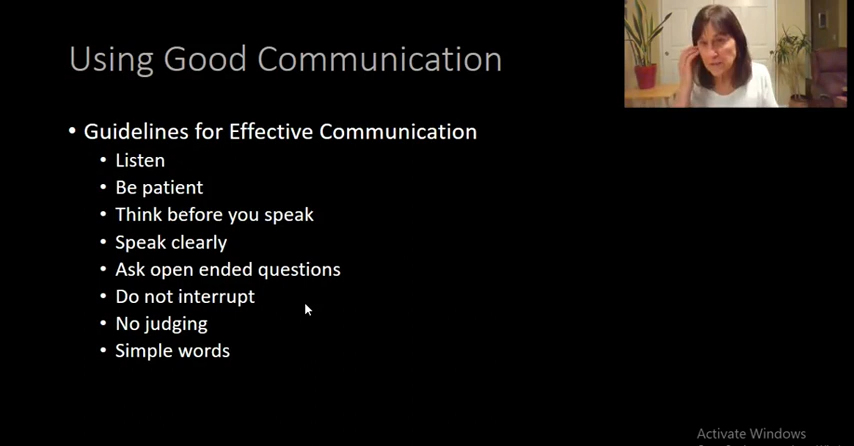 Using Good Communication
• Guidelines for Effective Communication
• Listen
• Be patient
• Think before you speak
• Speak clearly
• Ask open ended questions
• Do not interrupt
• No judging
• Simple words
Activate Windows